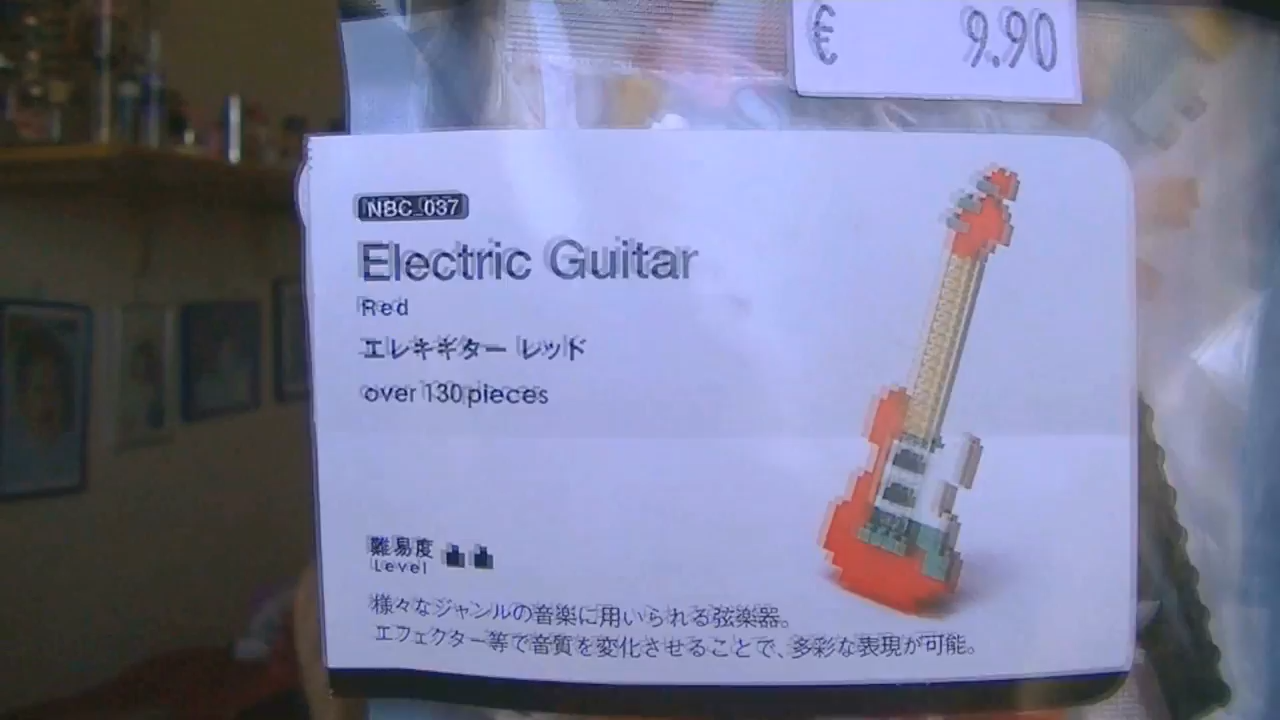 € 9.90
NBC_037
Electric Guitar
Red
エレキギター レッド
over 130 pieces
難易度
Level
様々なジャンルの音楽に用いられる弦楽器。
エフェクター等で音質を変化させることで、多彩な表現が可能。